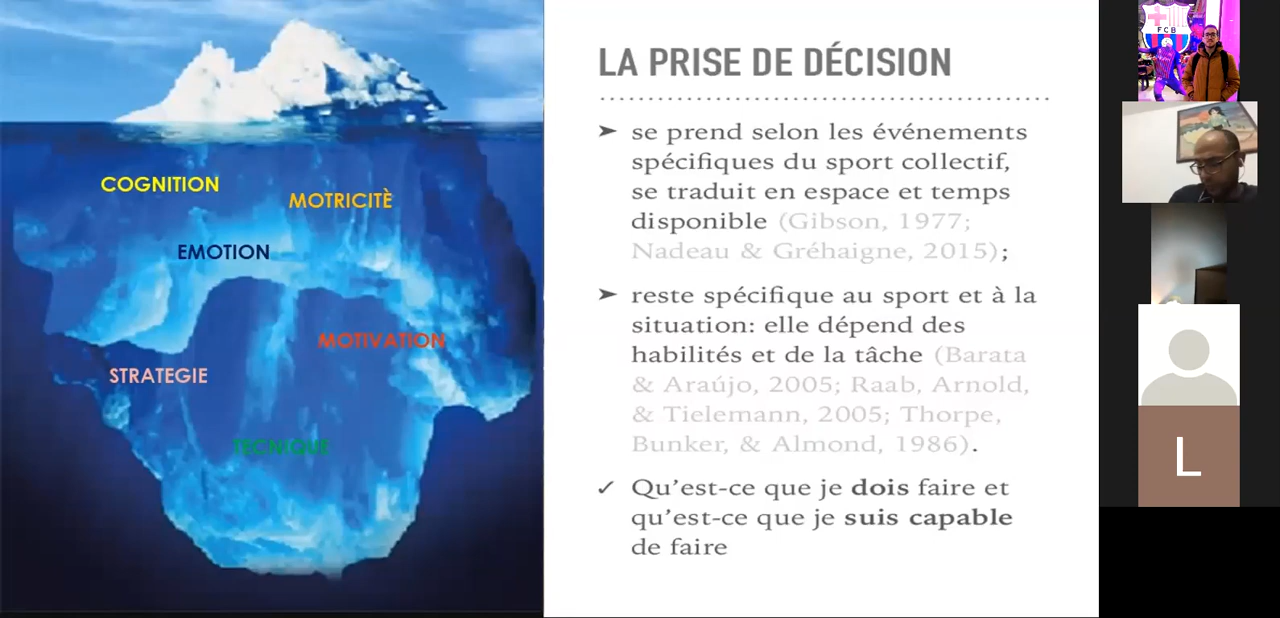 COGNITION
MOTRICITÈ
EMOTION
MOTIVATION
STRATEGIE
TECNIQUE
LA PRISE DE DÉCISION
➤ se prend selon les événements
spécifiques du sport collectif,
se traduit en espace et temps
disponible (Gibson, 1977;
Nadeau & Gréhaigne, 2015);
➤ reste spécifique au sport et à la
situation: elle dépend des
habilités et de la tâche (Barata
& Araújo, 2005; Raab, Arnold,
& Tielemann, 2005; Thorpe,
Bunker, & Almond, 1986).
✓ Qu’est-ce que je dois faire et
qu’est-ce que je suis capable
de faire
FCB
L